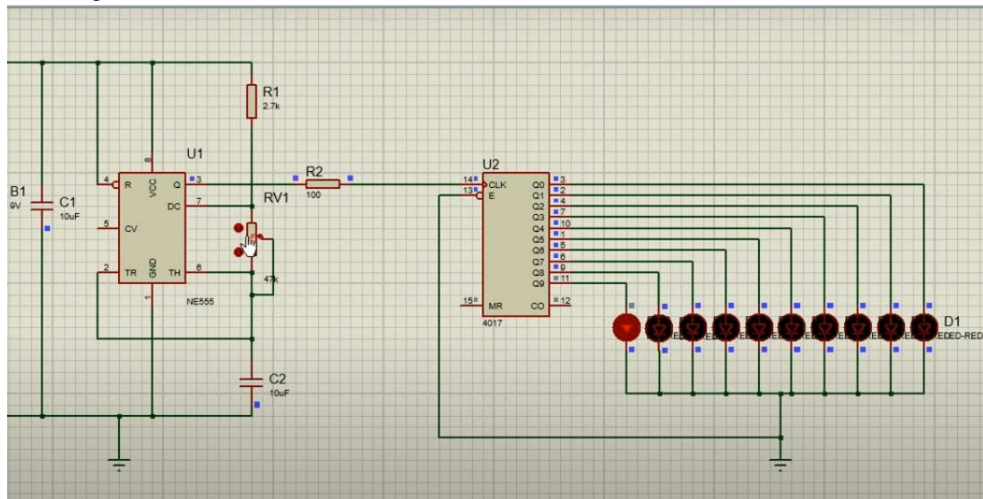 R1
2.7k
U1
8
4
R
VCC
Q
3
DC
7
5
CV
2
TR
GND
TH
6
1
NE555
B1
9V
C1
10uF
R2
100
RV1
47k
C2
10uF
U2
14
CLK
13
E
15
MR
Q0
3
Q1
2
Q2
4
Q3
7
Q4
10
Q5
1
Q6
5
Q7
6
Q8
9
Q9
11
CO
12
4017
D1